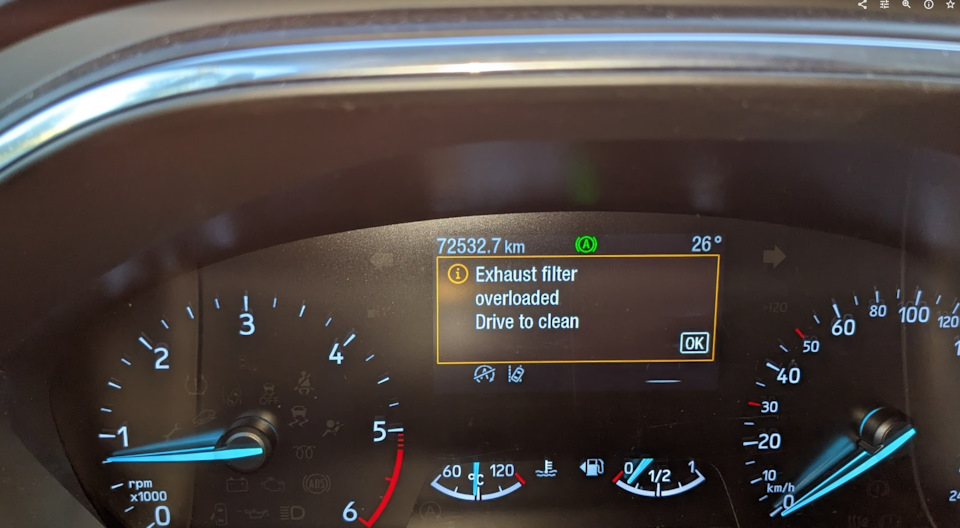 72532.7 km
(A)
26°
Exhaust filter
overloaded
Drive to clean
OK
1
2
3
4
5
6
0
rpm
x1000
60
°C
120
0
1/2
1
0
10
20
30
40
50
60
80
100
120
km/h
ABS